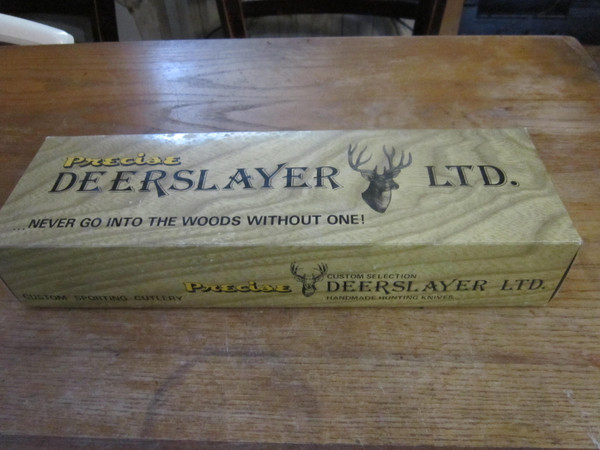 Precise
DEERSLAYER LTD.
...NEVER GO INTO THE WOODS WITHOUT ONE!
CUSTOM SPORTING CUTLERY
Precise
CUSTOM SELECTION
DEERSLAYER LTD.
HANDMADE HUNTING KNIVES